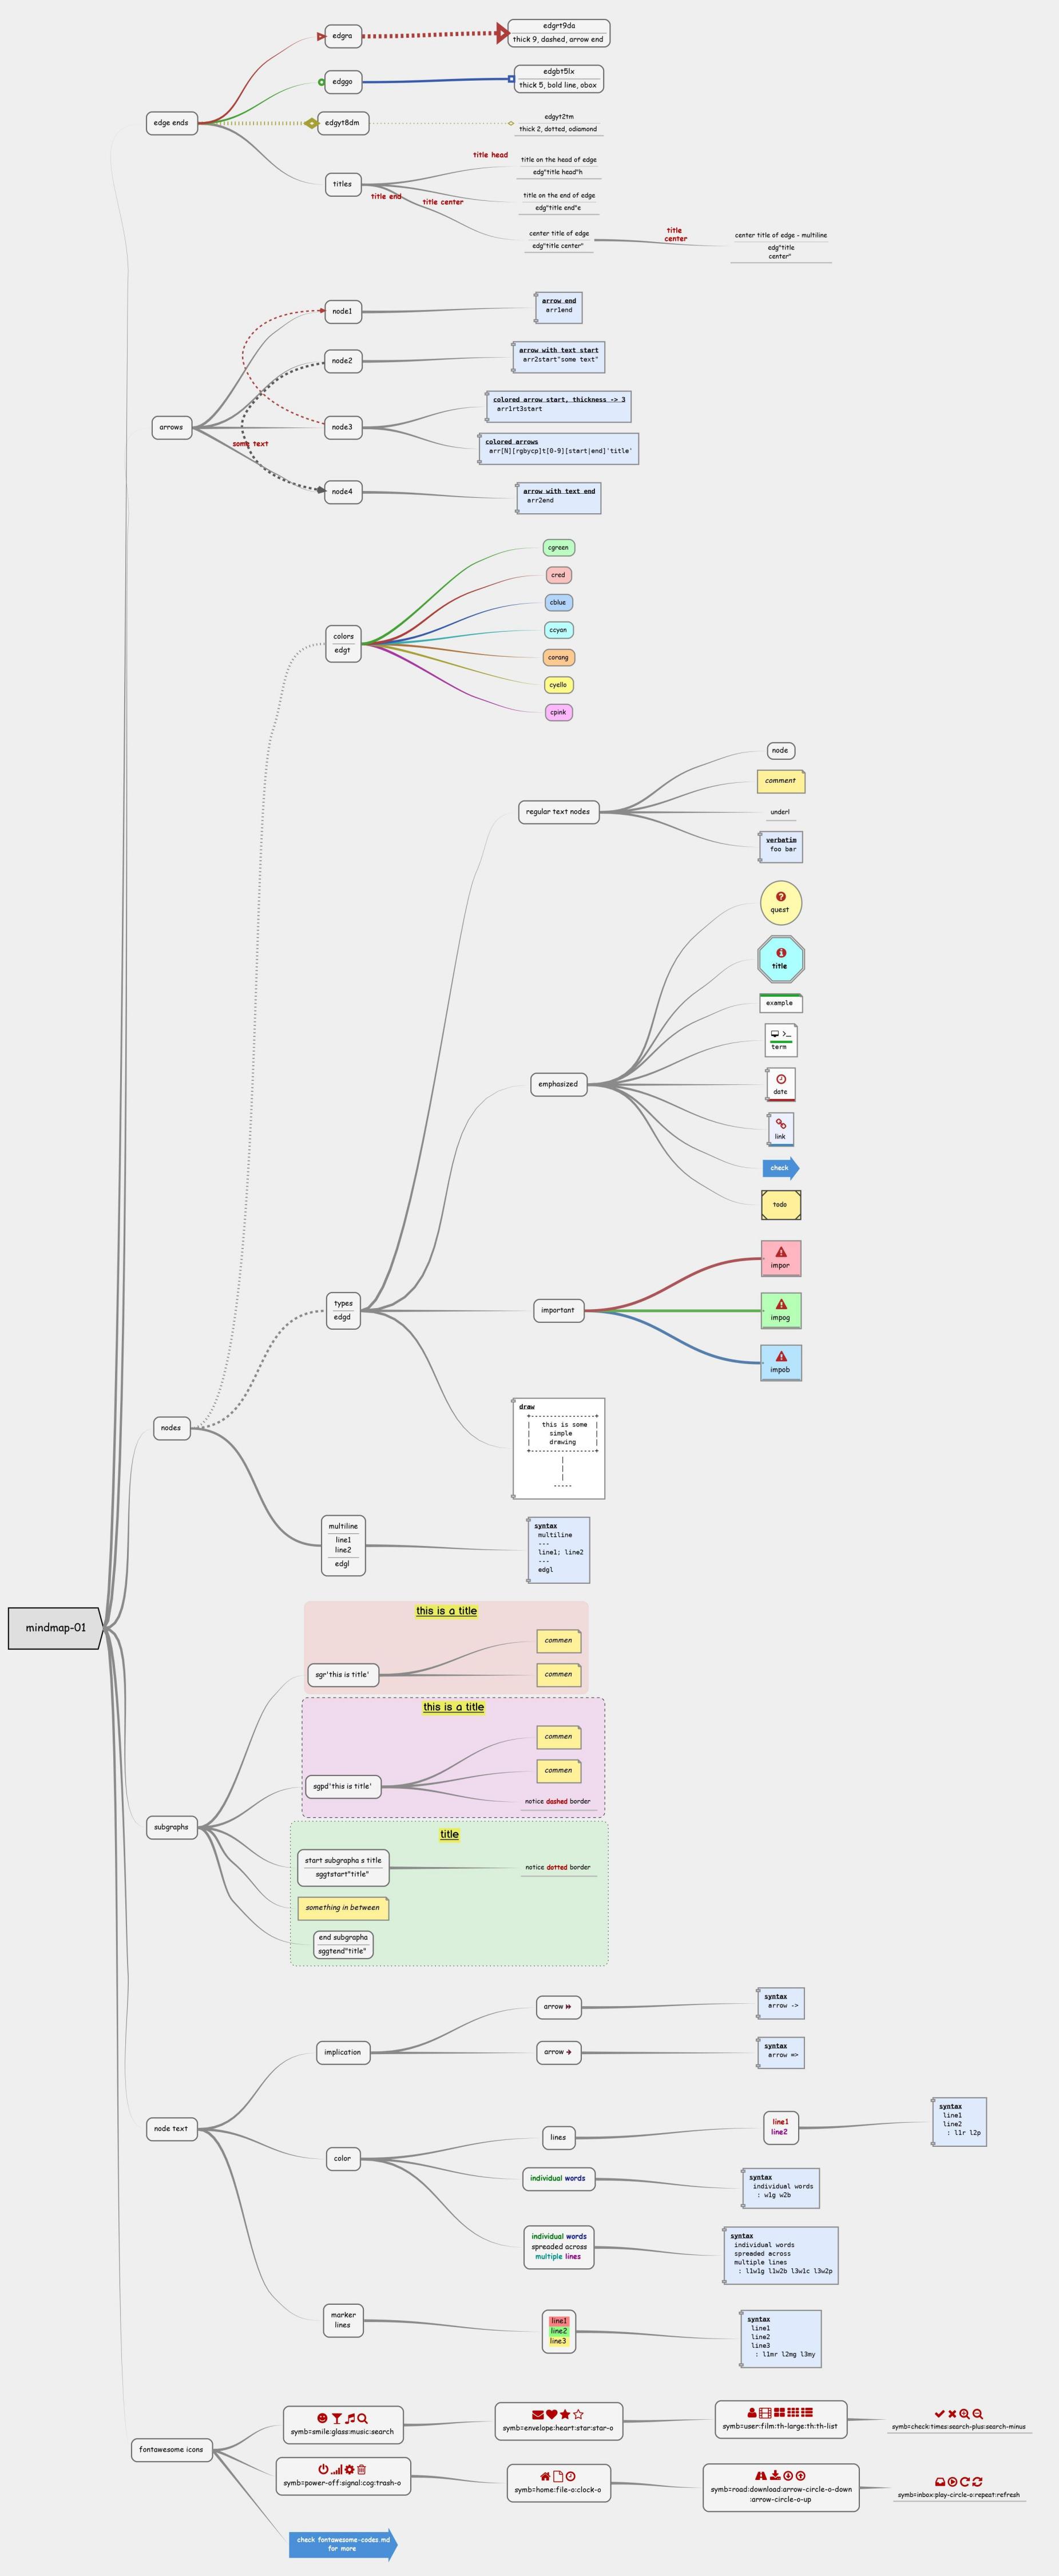 edgra
edgrt9da
thick 9, dashed, arrow end
edggo
edgbt5lx
thick 5, bold line, obox
edge ends
edgyt8dm
edgyt2tm
thick 2, dotted, odiamond
titles
title head
title on the head of edge
edg"title head"h
title end
title on the end of edge
edg"title end"e
title center
center title of edge
edg"title center"
title
center
center title of edge - multiline
edg"title
center"
arrows
node1
arrow end
arr1end
node2
arrow with text start
arr2start"some text"
node3
colored arrow start, thickness -> 3
arr1rt3start
some text
colored arrows
arr[N][rgbycp]t[0-9][start|end]'title'
node4
arrow with text end
arr2end
colors
edgt
cgreen
cred
cblue
ccyan
corang
cyello
cpink
regular text nodes
node
comment
underl
verbatim
foo bar
emphasized
quest
title
example
>_
term
date
link
check
todo
types
edgd
important
impor
impog
impob
draw
+-----------------+
| this is some |
| simple |
| drawing |
+-----------------+
|
|
|
-----
nodes
multiline
line1
line2
edgl
syntax
multiline
---
line1; line2
---
edgl
mindmap-01
this is a title
sgr'this is title'
commen
commen
this is a title
sgpd'this is title'
commen
commen
notice dashed border
subgraphs
title
start subgrapha s title
sggtstart"title"
notice dotted border
something in between
end subgrapha
sggtend"title"
node text
implication
arrow
syntax
arrow ->
arrow
syntax
arrow =>
color
lines
line1
line2
syntax
line1
line2
: l1r l2p
individual words
syntax
individual words
: w1g w2b
individual words
spreaded across
multiple lines
syntax
individual words
spreaded across
multiple lines
: l1w1g l1w2b l3w1c l3w2p
marker
lines
line1
line2
line3
syntax
line1
line2
line3
: l1mr l2mg l3my
fontawesome icons
symb=smile:glass:music:search
symb=envelope:heart:star:star-o
symb=user:film:th-large:th:th-list
symb=check:times:search-plus:search-minus
symb=power-off:signal:cog:trash-o
symb=home:file-o:clock-o
symb=road:download:arrow-circle-o-down
:arrow-circle-o-up
symb=inbox:play-circle-o:repeat:refresh
check fontawesome-codes.md
for more